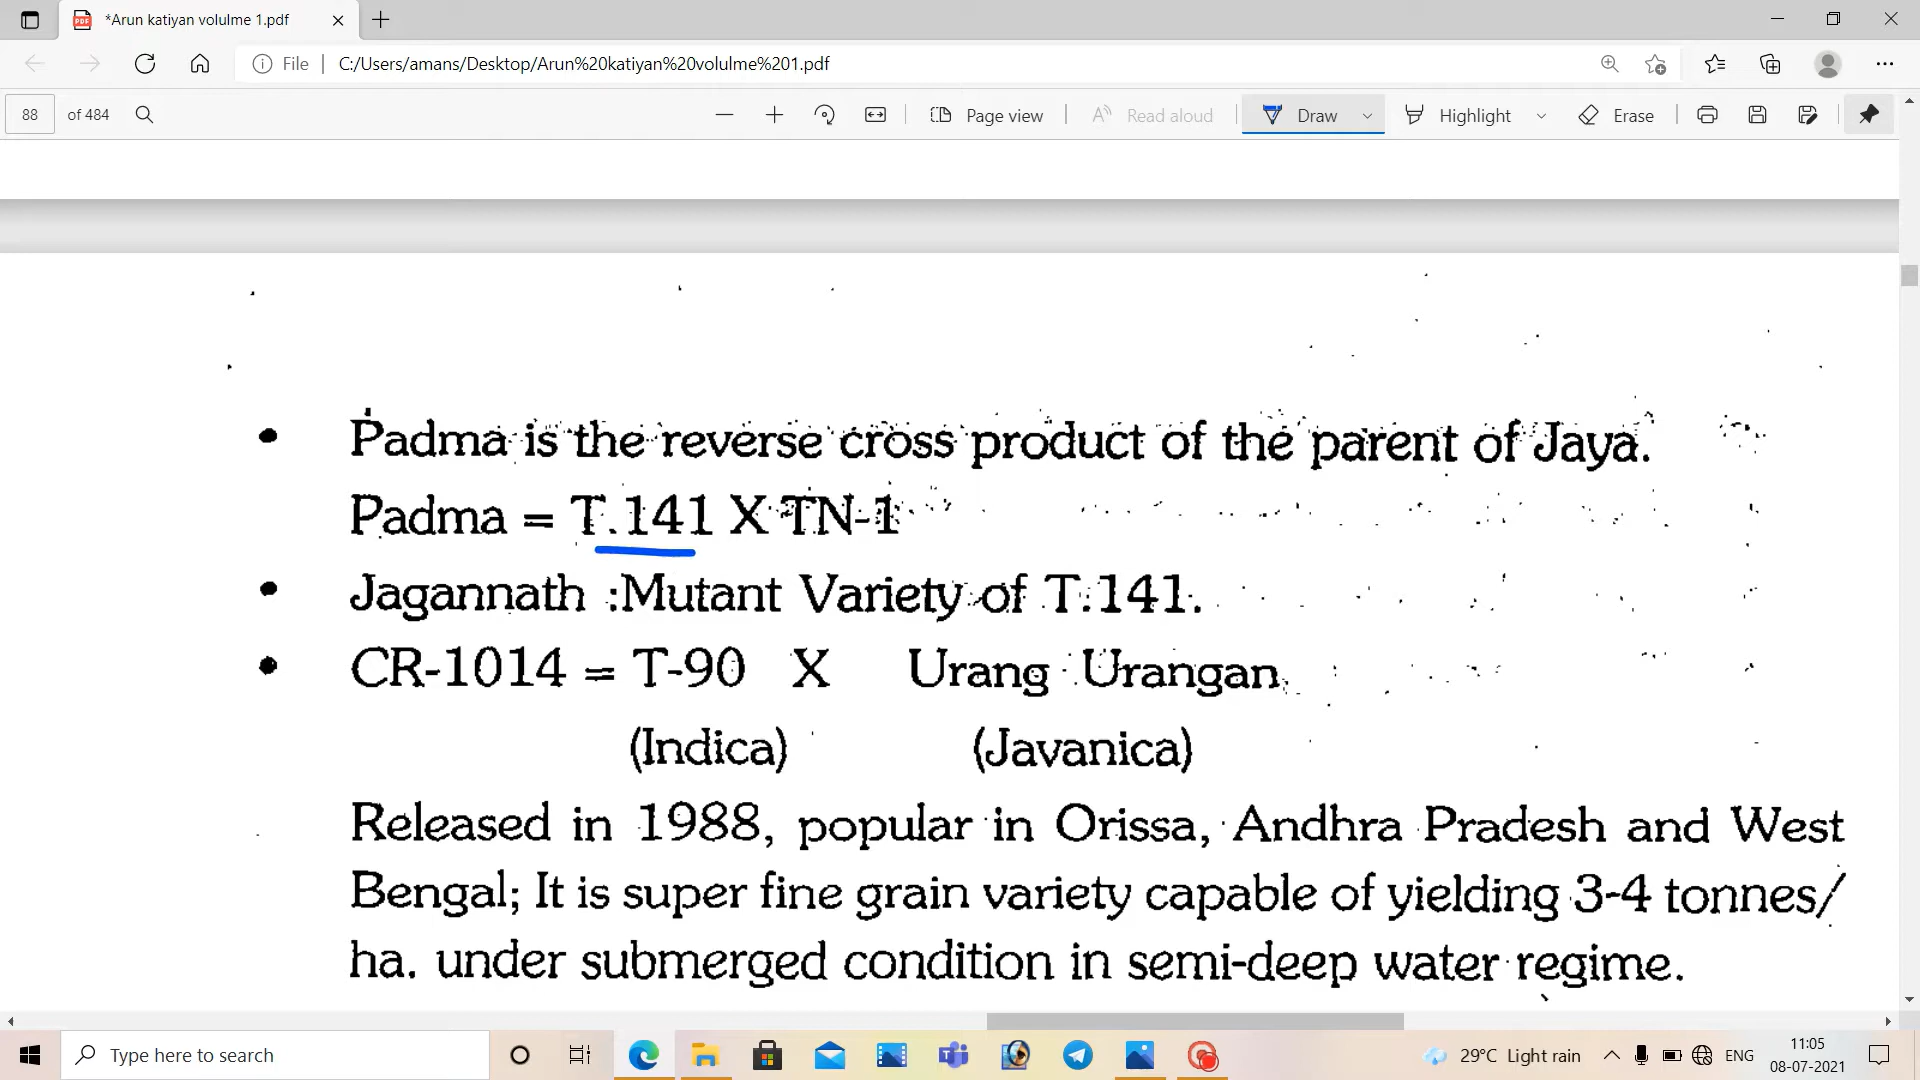 *Arun katiyan volulme 1.pdf
File | C:/Users/amans/Desktop/Arun%20katiyan%20volulme%201.pdf
88 of 484 Page view Read aloud Draw Highlight Erase
• Padma is the reverse cross product of the parent of Jaya.
Padma = T.141 X TN-1
• Jagannath :Mutant Variety of T.141.
• CR-1014 = T-90 X Urang Urangan
(Indica) (Javanica)
Released in 1988, popular in Orissa, Andhra Pradesh and West
Bengal; It is super fine grain variety capable of yielding 3-4 tonnes/
ha. under submerged condition in semi-deep water regime.
Type here to search
29°C Light rain
ENG
11:05
08-07-2021